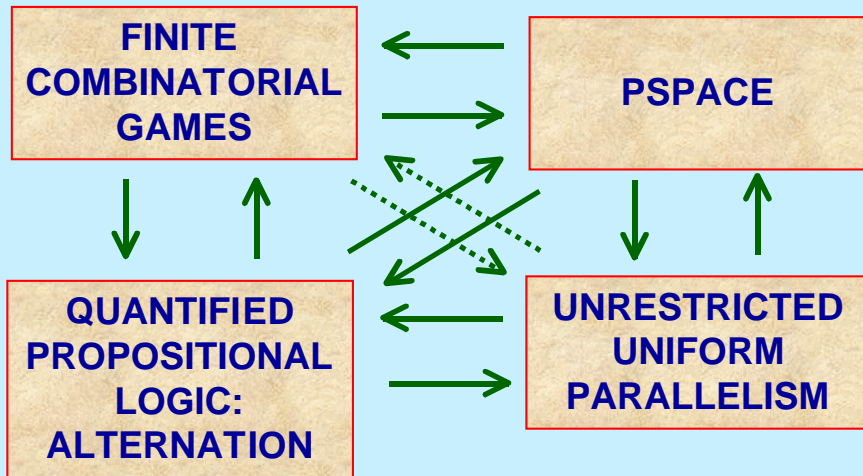 FINITE
COMBINATORIAL
GAMES
PSPACE
QUANTIFIED
PROPOSITIONAL
LOGIC:
ALTERNATION
UNRESTRICTED
UNIFORM
PARALLELISM